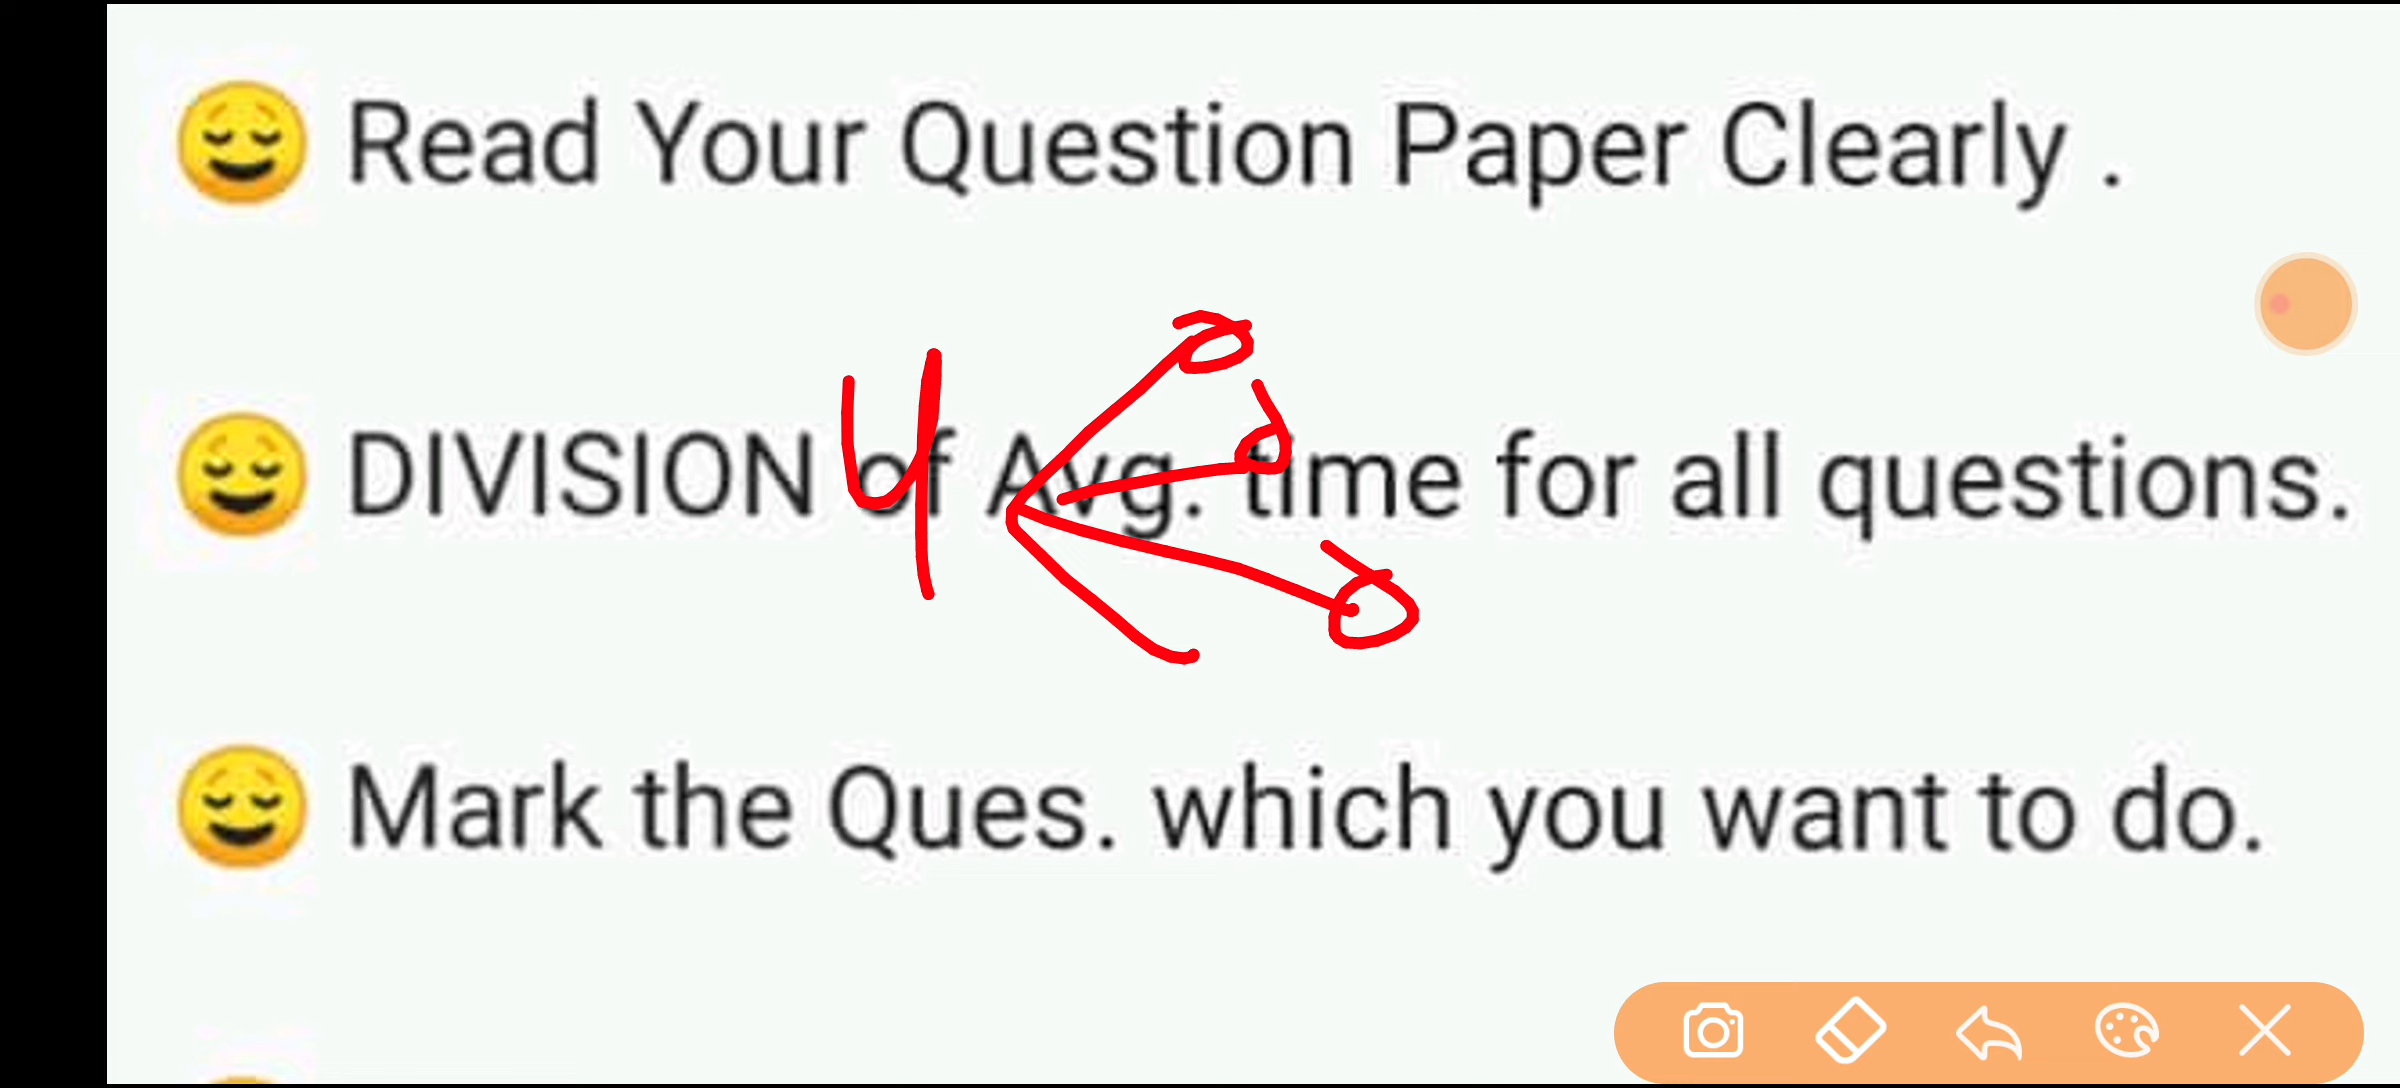 😌 Read Your Question Paper Clearly .
4
😌 DIVISION of Avg. time for all questions.
😌 Mark the Ques. which you want to do.